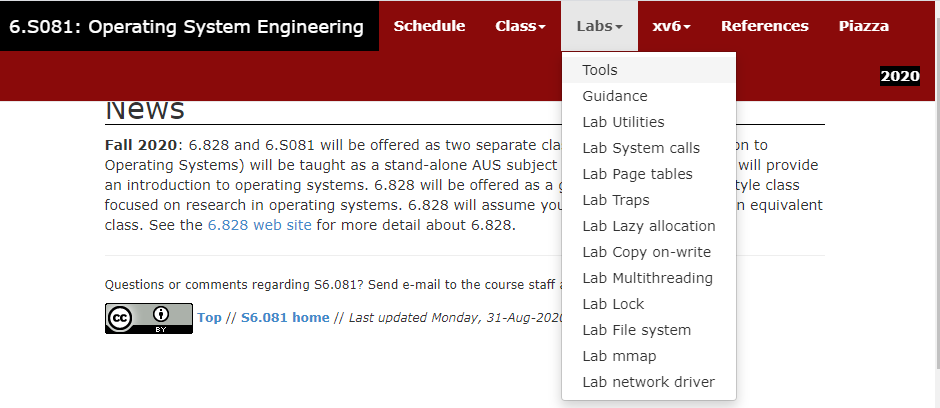 6.S081: Operating System Engineering Schedule Class Labs xv6 References Piazza
2020
Tools
Guidance
Lab Utilities
Lab System calls
Lab Page tables
Lab Traps
Lab Lazy allocation
Lab Copy on-write
Lab Multithreading
Lab Lock
Lab File system
Lab mmap
Lab network driver
News
Fall 2020: 6.828 and 6.S081 will be offered as two separate cla on to
Operating Systems) will be taught as a stand-alone AUS subject will provide
an introduction to operating systems. 6.828 will be offered as a g tyle class
focused on research in operating systems. 6.828 will assume you n equivalent
class. See the 6.828 web site for more detail about 6.828.
Questions or comments regarding S6.081? Send e-mail to the course staff a
cc BY Top // S6.081 home // Last updated Monday, 31-Aug-2020